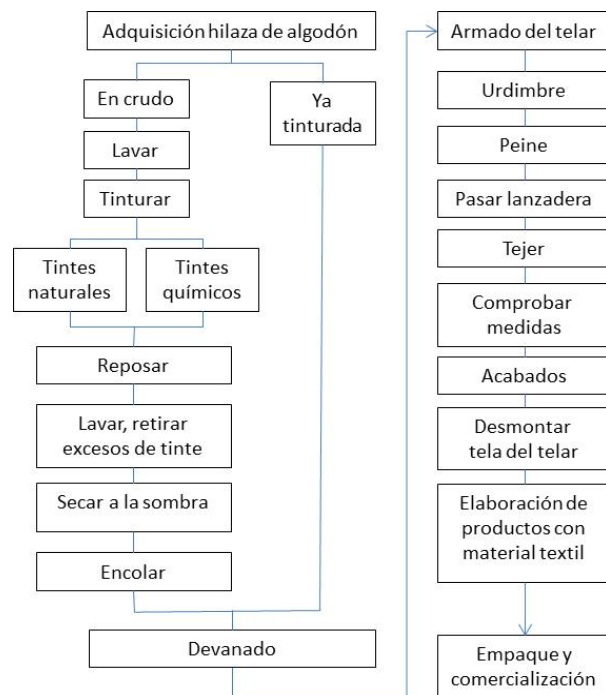 Adquisición hilaza de algodón
En crudo
Ya
tinturada
Lavar
Tinturar
Tintes
naturales
Tintes
químicos
Reposar
Lavar, retirar
excesos de tinte
Secar a la sombra
Encolar
Devanado
Armado del telar
Urdimbre
Peine
Pasar lanzadera
Tejer
Comprobar
medidas
Acabados
Desmontar
tela del telar
Elaboración de
productos con
material textil
Empaque y
comercialización